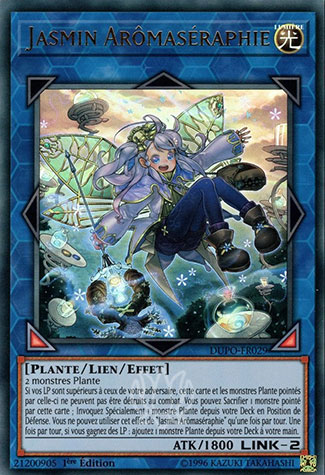 JASMIN ARÔMASÉRAPHIE
LUMIÈRE
光
DUPO-FR029
[PLANTE/LIEN/EFFET]
2 monstres Plante
Si vos LP sont supérieurs à ceux de votre adversaire, cette carte et les monstres Plante pointés
par celle-ci ne peuvent pas être détruits au combat. Vous pouvez Sacrifier 1 monstre pointé
par cette carte ; Invoquez Spécialement 1 monstre Plante depuis votre Deck en Position de
Défense. Vous ne pouvez utiliser cet effet de "Jasmin Arômaséraphie" qu'une fois par tour. Une
fois par tour, si vous gagnez des LP : ajoutez 1 monstre Plante depuis votre Deck à votre main.
ATK/1800 LINK-2
21200905 1ère Edition ©1996 KAZUKI TAKAHASHI